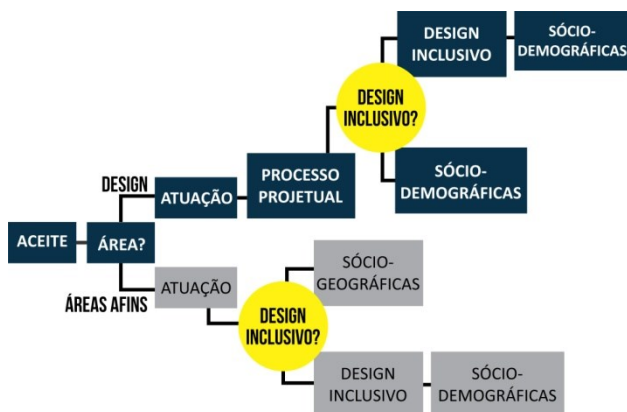 DESIGN
INCLUSIVO
SÓCIO-
DEMOGRÁFICAS
DESIGN
INCLUSIVO?
SÓCIO-
DEMOGRÁFICAS
PROCESSO
PROJETUAL
DESIGN
ATUAÇÃO
ACEITE
ÁREA?
ÁREAS AFINS
ATUAÇÃO
DESIGN
INCLUSIVO?
SÓCIO-
GEOGRÁFICAS
DESIGN
INCLUSIVO
SÓCIO-
DEMOGRÁFICAS